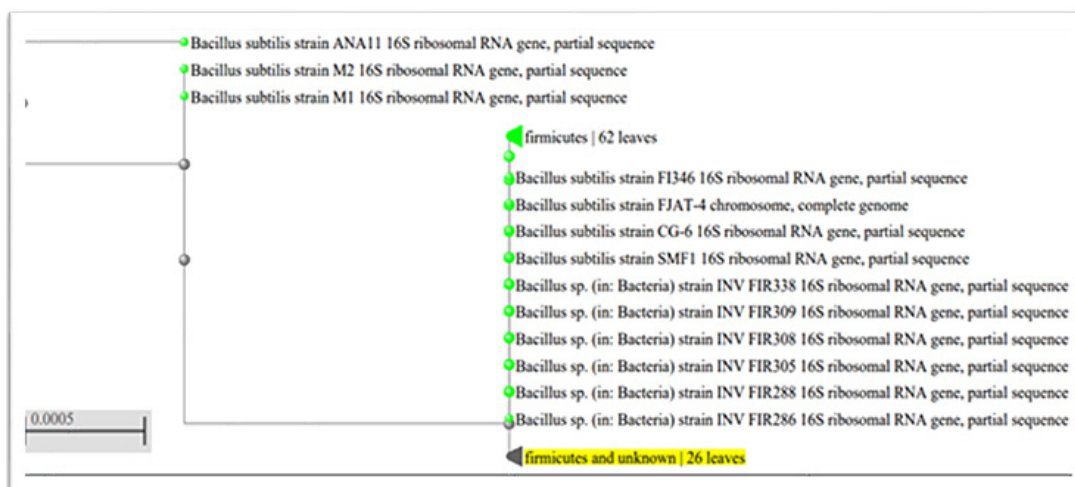 Bacillus subtilis strain ANA11 16S ribosomal RNA gene, partial sequence
Bacillus subtilis strain M2 16S ribosomal RNA gene, partial sequence
Bacillus subtilis strain M1 16S ribosomal RNA gene, partial sequence
firmicutes | 62 leaves
Bacillus subtilis strain FI346 16S ribosomal RNA gene, partial sequence
Bacillus subtilis strain FJAT-4 chromosome, complete genome
Bacillus subtilis strain CG-6 16S ribosomal RNA gene, partial sequence
Bacillus subtilis strain SMF1 16S ribosomal RNA gene, partial sequence
Bacillus sp. (in: Bacteria) strain INV FIR338 16S ribosomal RNA gene, partial sequence
Bacillus sp. (in: Bacteria) strain INV FIR309 16S ribosomal RNA gene, partial sequence
Bacillus sp. (in: Bacteria) strain INV FIR308 16S ribosomal RNA gene, partial sequence
Bacillus sp. (in: Bacteria) strain INV FIR305 16S ribosomal RNA gene, partial sequence
Bacillus sp. (in: Bacteria) strain INV FIR288 16S ribosomal RNA gene, partial sequence
Bacillus sp. (in: Bacteria) strain INV FIR286 16S ribosomal RNA gene, partial sequence
0.0005
firmicutes and unknown | 26 leaves